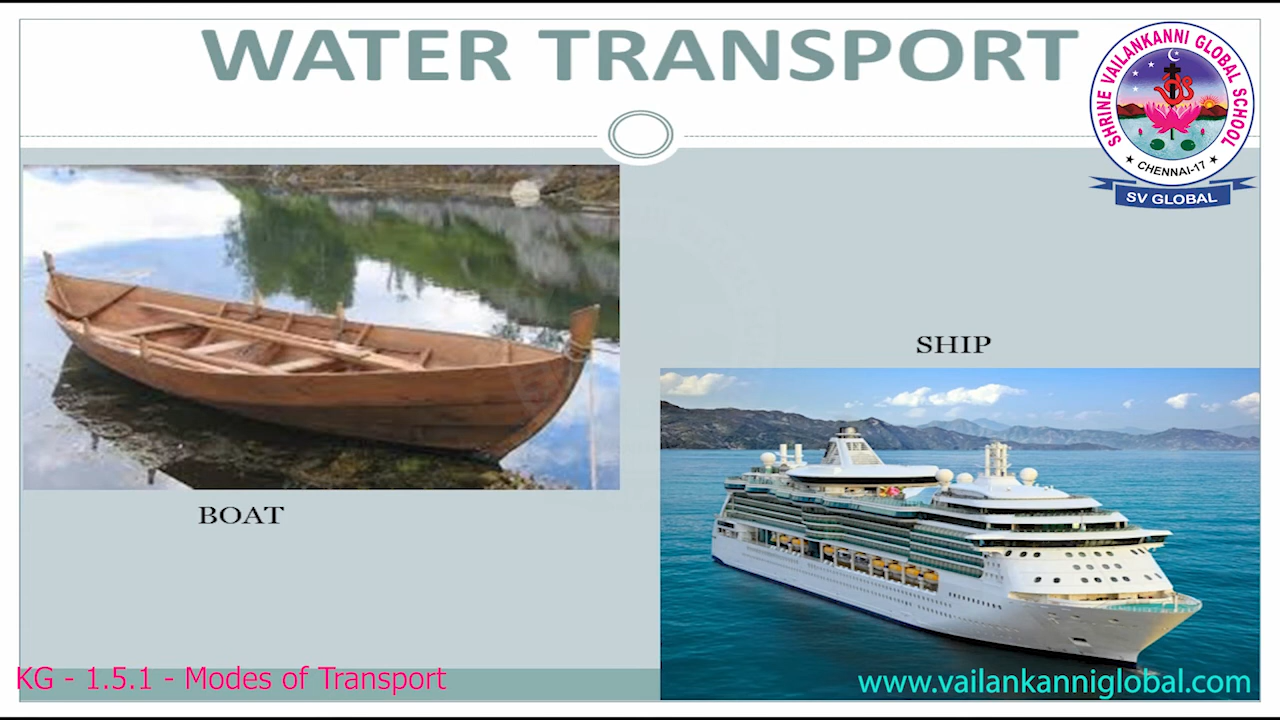 WATER TRANSPORT
SHRINE VAILANKANNI GLOBAL SCHOOL
★ CHENNAI-17 ★
SV GLOBAL
SHIP
BOAT
KG - 1.5.1 - Modes of Transport
www.vailankanniglobal.com